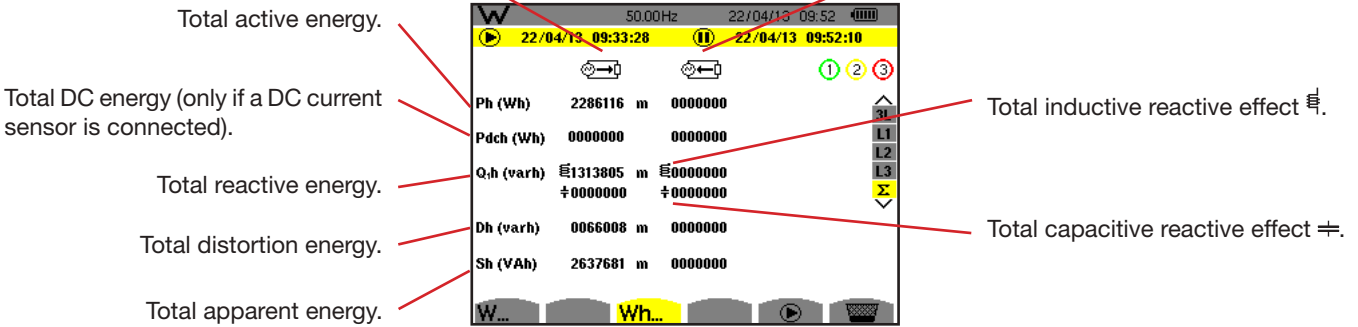 W 50.00Hz 22/04/13 09:52
22/04/13 09:33:28 22/04/13 09:52:10
1 2 3
Total active energy.
Total DC energy (only if a DC current
sensor is connected).
Total reactive energy.
Total distortion energy.
Total apparent energy.
Ph (Wh) 2286116 m 0000000
Pdch (Wh) 0000000 0000000
Q₁h (varh) 1313805 m 0000000
0000000 0000000
Dh (varh) 0066008 m 0000000
Sh (VAh) 2637681 m 0000000
3L
L1
L2
L3
Σ
W... Wh...
Total inductive reactive effect .
Total capacitive reactive effect .